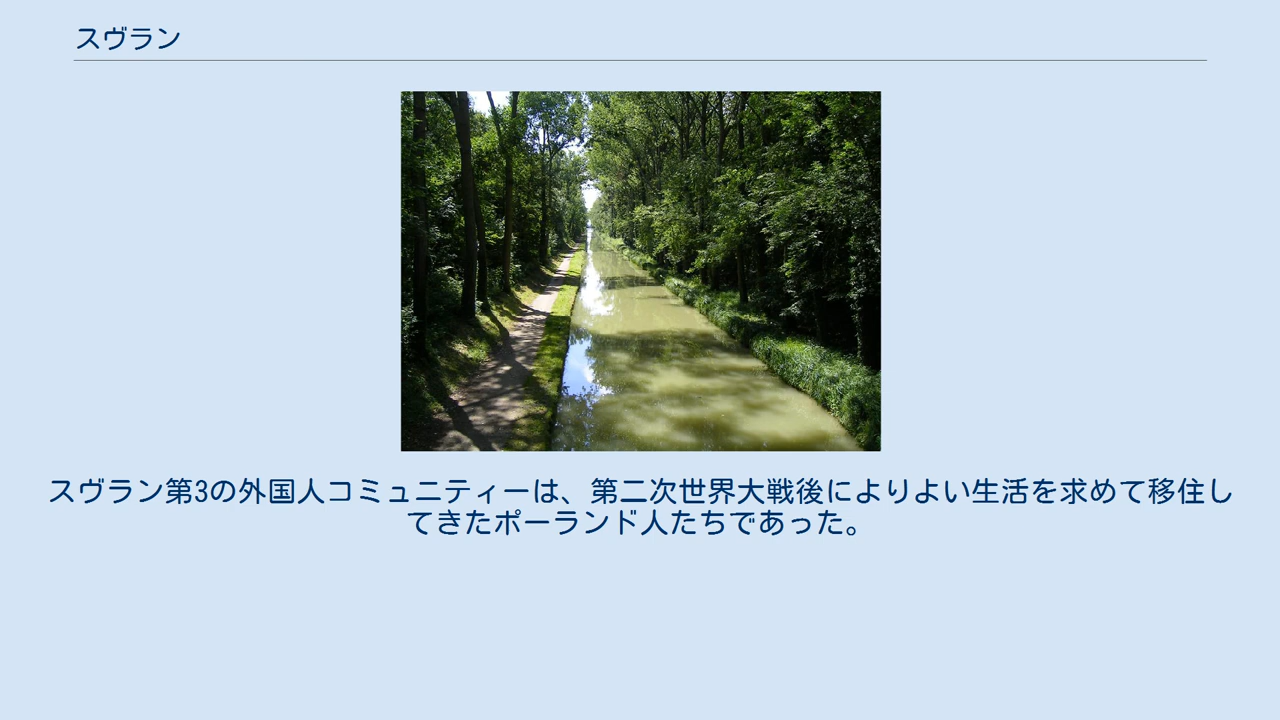 スヴラン
スヴラン第3の外国人コミュニティーは、第二次世界大戦後によりよい生活を求めて移住し
てきたポーランド人たちであった。